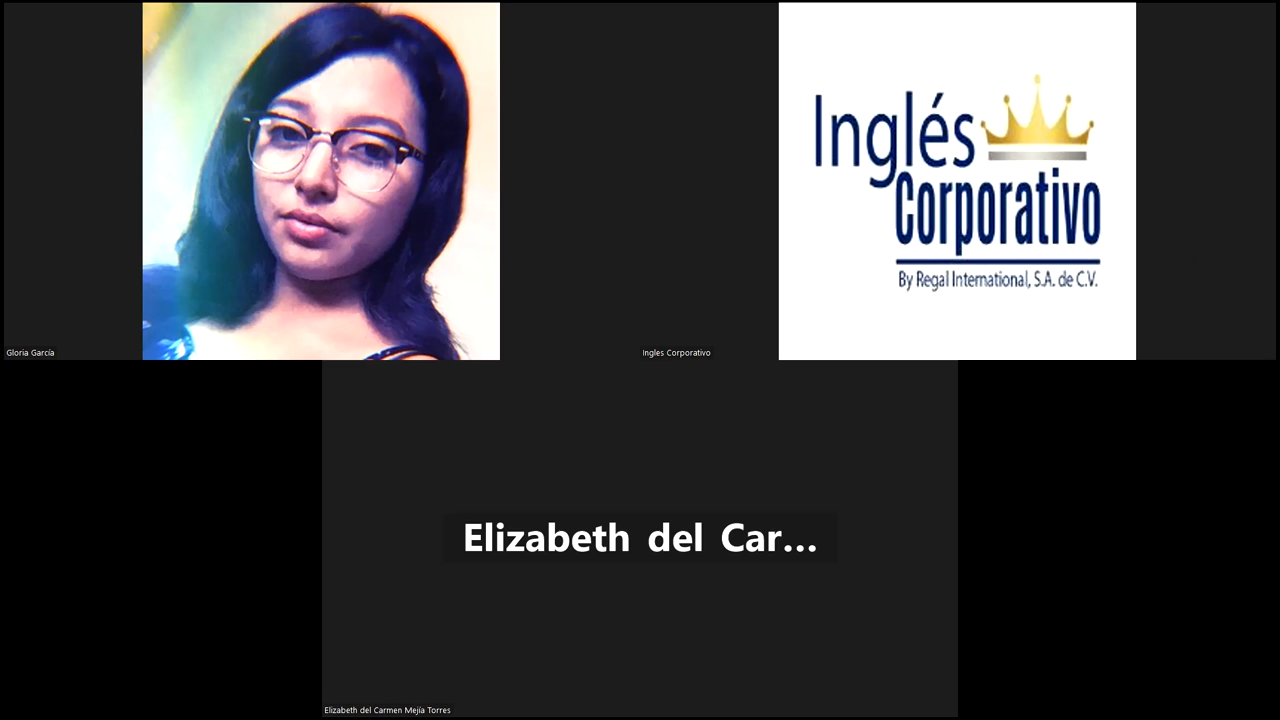 Inglés
Corporativo
By Regal International, S.A. de C.V.
Gloria García
Ingles Corporativo
Elizabeth del Car...
Elizabeth del Carmen Mejía Torres